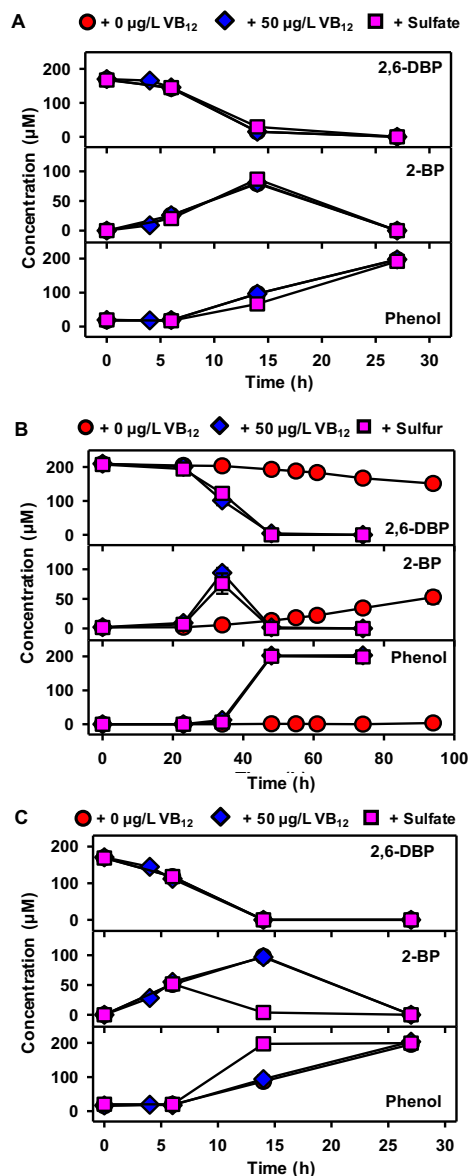 A + 0 µg/L VB12 + 50 µg/L VB12 + Sulfate
2,6-DBP
200
100
0
2-BP
100
50
0
200
100
0
Phenol
Concentration (µM)
0 5 10 15 20 25 30
Time (h)
B + 0 µg/L VB12 + 50 µg/L VB12 + Sulfur
200
100
0
2,6-DBP
2-BP
100
50
0
Phenol
200
100
0
Concentration (µM)
0 20 40 60 80 100
Time (h)
C + 0 µg/L VB12 + 50 µg/L VB12 + Sulfate
2,6-DBP
200
100
0
2-BP
100
50
0
200
100
0
Phenol
Concentration (µM)
0 5 10 15 20 25 30
Time (h)